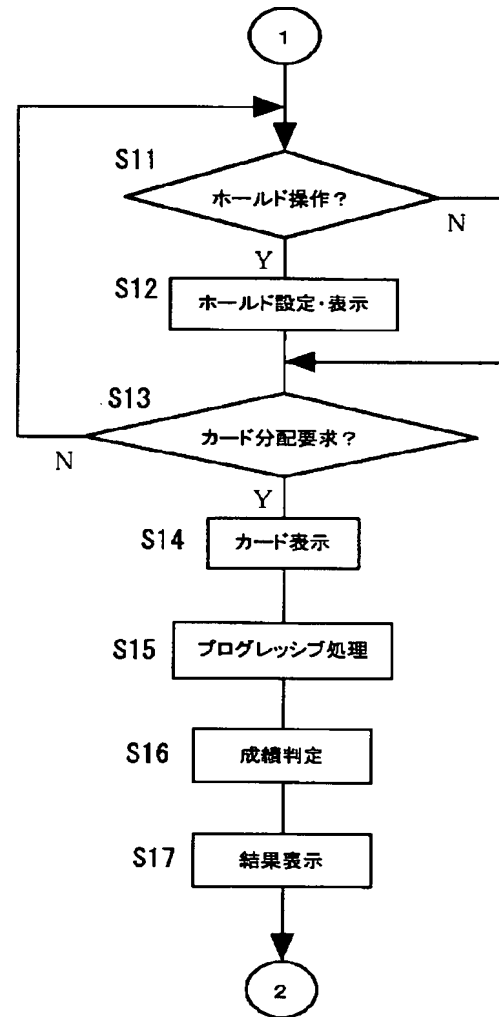 1
S11
ホールド操作?
N
Y
S12
ホールド設定・表示
S13
カード分配要求?
N
Y
S14
カード表示
S15
プログレッシブ処理
S16
成績判定
S17
結果表示
2